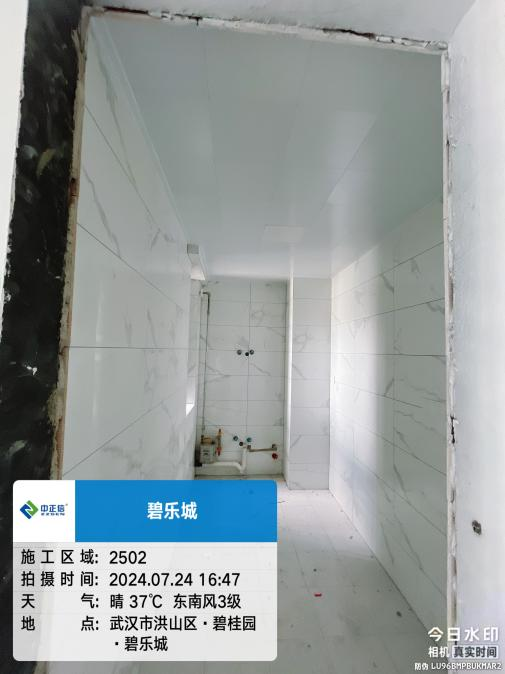 中正信®
碧乐城
施工区域: 2502
拍摄时间: 2024.07.24 16:47
天 气: 晴 37℃ 东南风3级
地 点: 武汉市洪山区·碧桂园
·碧乐城
今日水印
相机 真实时间
防伪 LU96BMPBUKMAR2